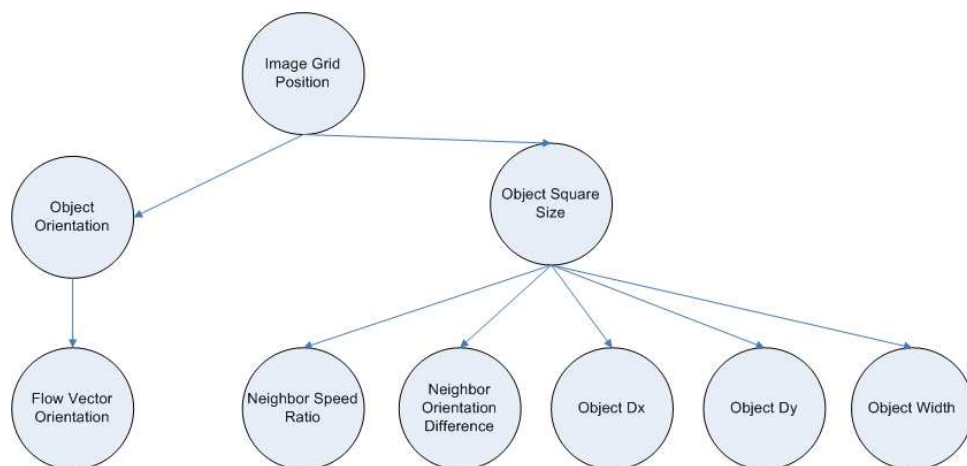 Image Grid
Position
Object
Orientation
Object Square
Size
Flow Vector
Orientation
Neighbor Speed
Ratio
Neighbor
Orientation
Difference
Object Dx
Object Dy
Object Width